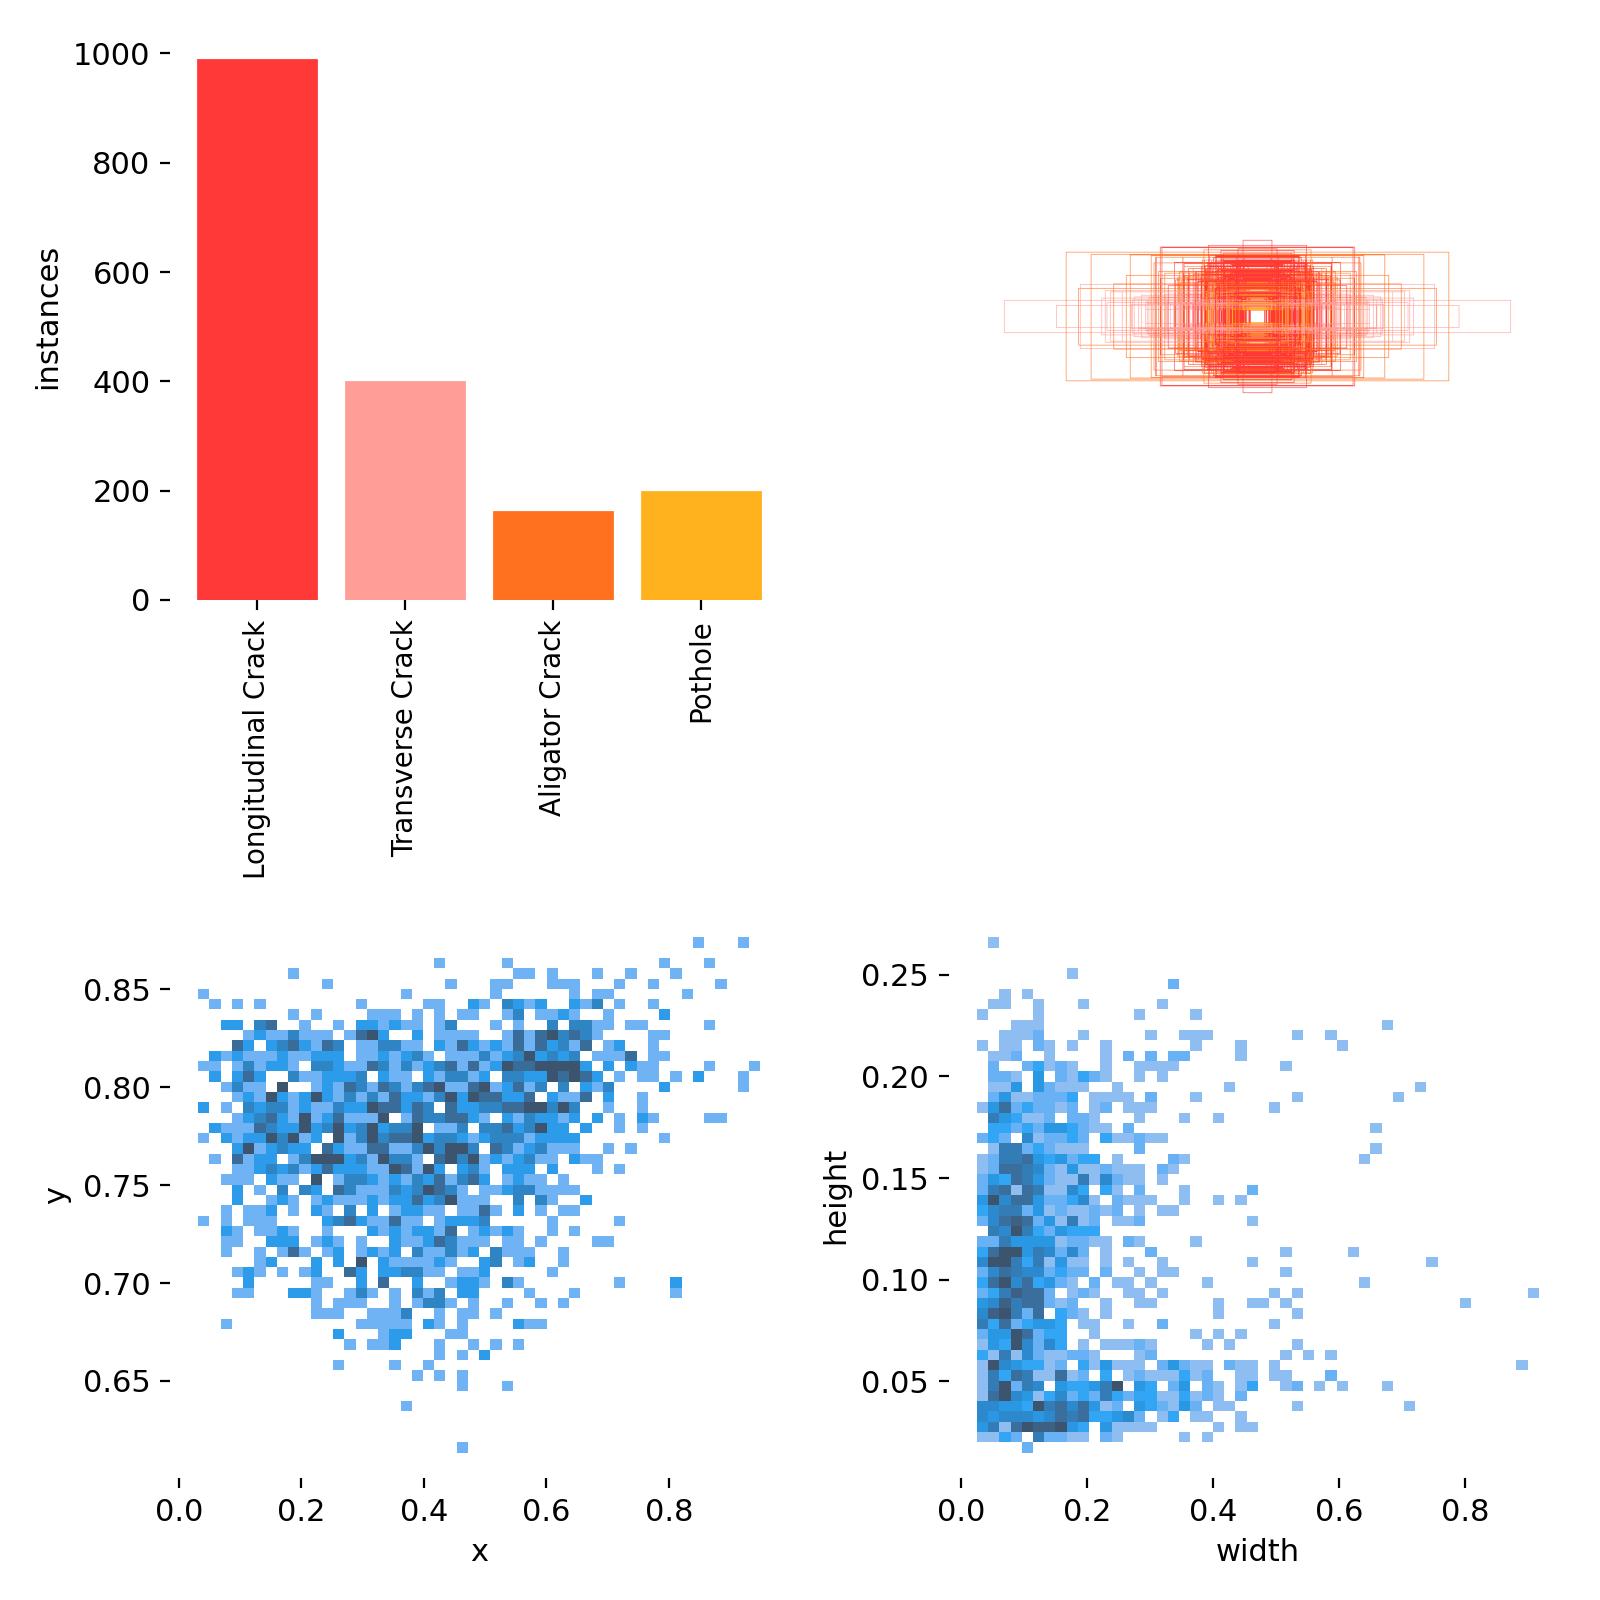 1000
800
600
400
200
0
instances
Longitudinal Crack
Transverse Crack
Aligator Crack
Pothole
0.85
0.80
0.75
0.70
0.65
y
0.0 0.2 0.4 0.6 0.8
x
0.25
0.20
0.15
0.10
0.05
height
0.0 0.2 0.4 0.6 0.8
width